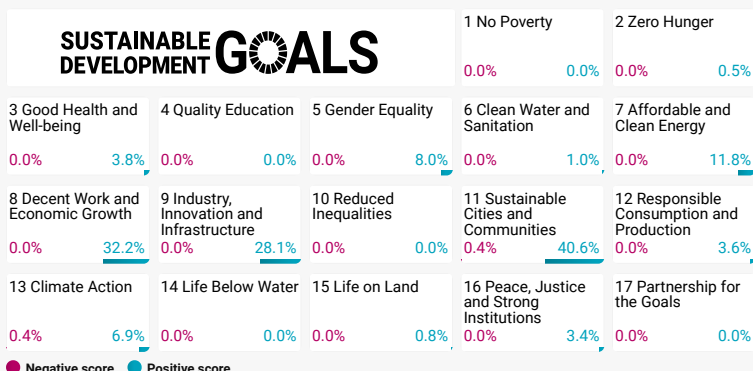 SUSTAINABLE
DEVELOPMENT
GOALS
1 No Poverty
0.0% 0.0%
2 Zero Hunger
0.0% 0.5%
3 Good Health and
Well-being
0.0% 3.8%
4 Quality Education
0.0% 0.0%
5 Gender Equality
0.0% 8.0%
6 Clean Water and
Sanitation
0.0% 1.0%
7 Affordable and
Clean Energy
0.0% 11.8%
8 Decent Work and
Economic Growth
0.0% 32.2%
9 Industry,
Innovation and
Infrastructure
0.0% 28.1%
10 Reduced
Inequalities
0.0% 0.0%
11 Sustainable
Cities and
Communities
0.4% 40.6%
12 Responsible
Consumption and
Production
0.0% 3.6%
13 Climate Action
0.4% 6.9%
14 Life Below Water
0.0% 0.0%
15 Life on Land
0.0% 0.8%
16 Peace, Justice
and Strong
Institutions
0.0% 3.4%
17 Partnership for
the Goals
0.0% 0.0%
Negative score Positive score